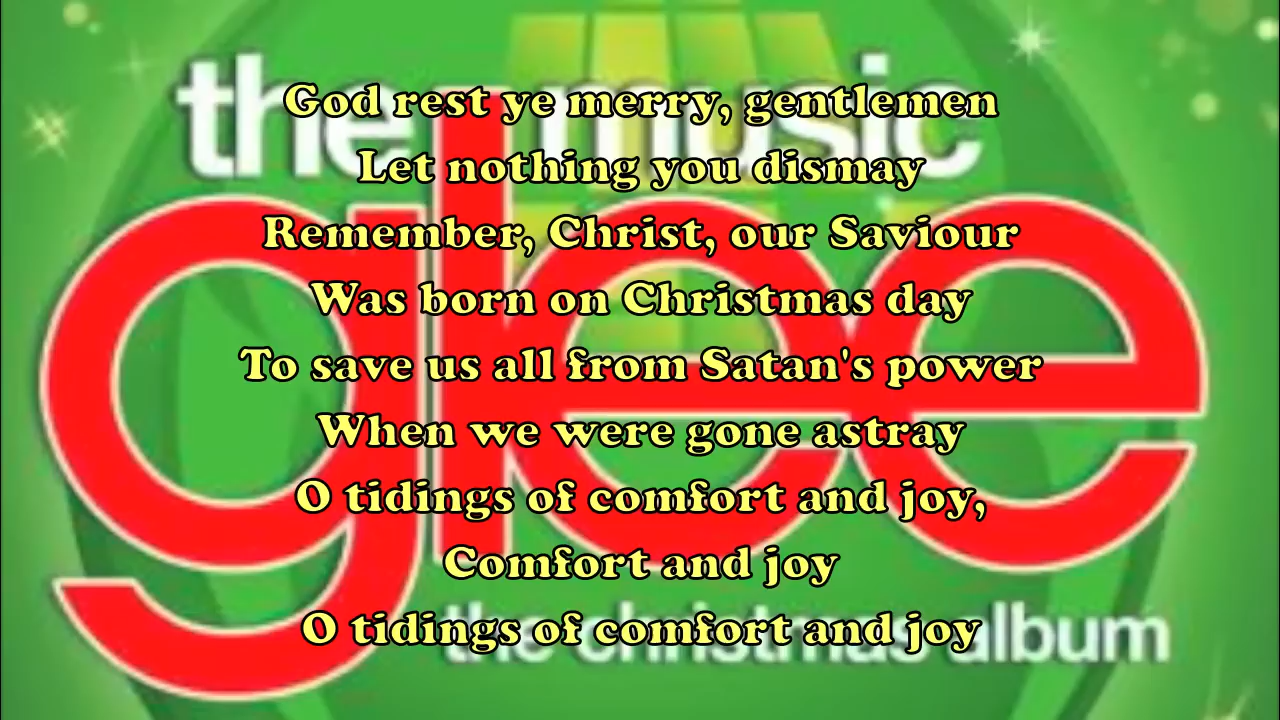 the music
glee
the christmas album
God rest ye merry, gentlemen
Let nothing you dismay
Remember, Christ, our Saviour
Was born on Christmas day
To save us all from Satan's power
When we were gone astray
O tidings of comfort and joy,
Comfort and joy
O tidings of comfort and joy